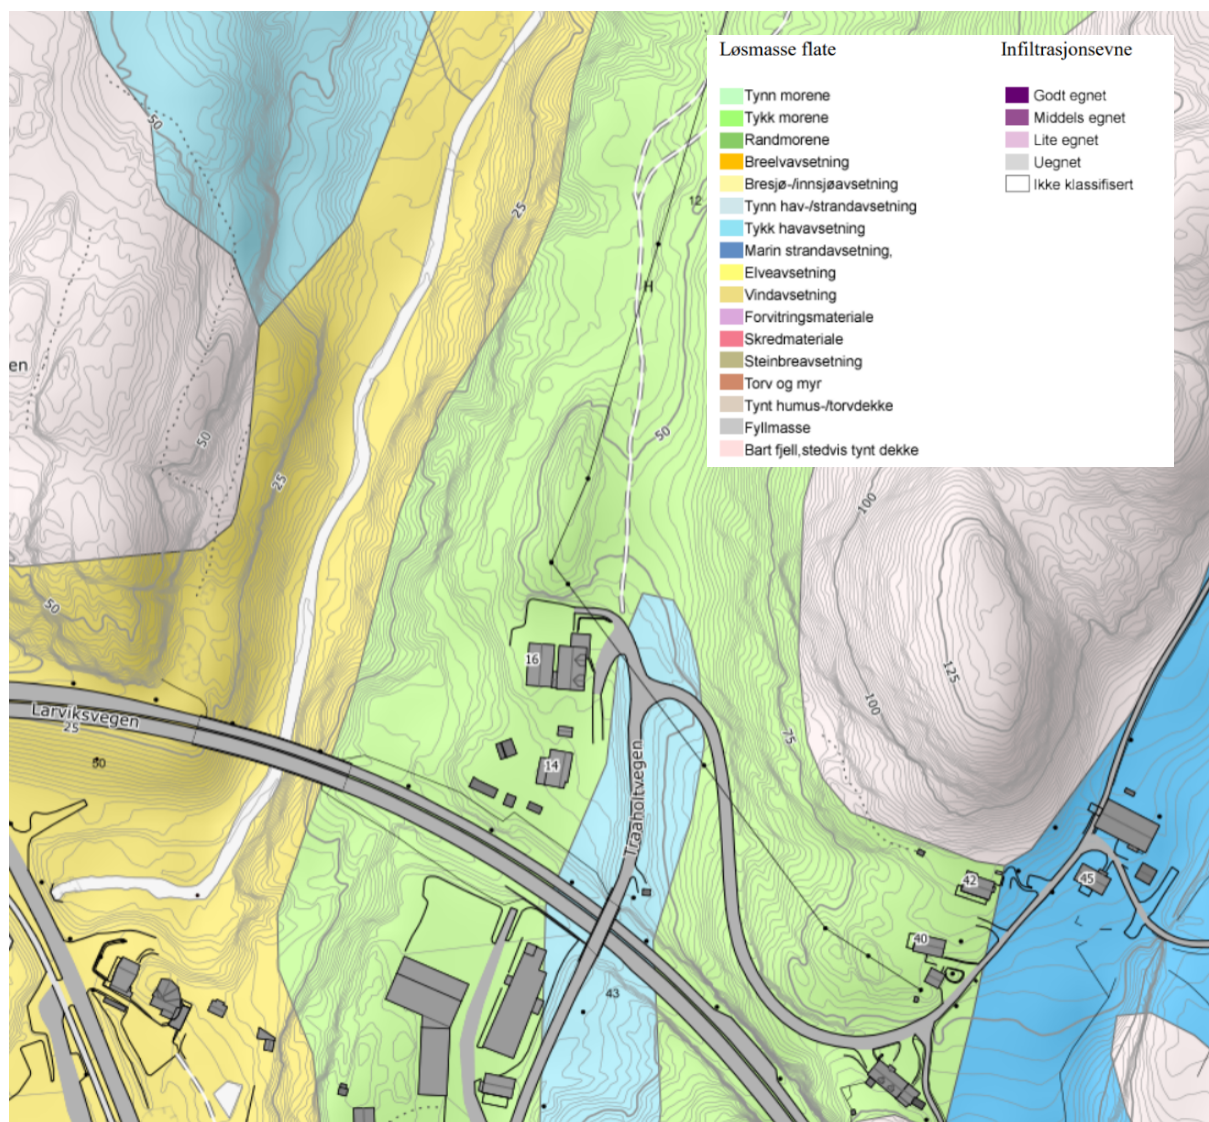 Løsmasse flate
Infiltrasjonsevne
Tynn morene
Tykk morene
Randmorene
Breelvavsetning
Bresjø-/innsjøavsetning
Tynn hav-/strandavsetning
Tykk havavsetning
Marin strandavsetning,
Elveavsetning
Vindavsetning
Forvitringsmateriale
Skredmateriale
Steinbreavsetning
Torv og myr
Tynt humus-/torvdekke
Fyllmasse
Bart fjell,stedvis tynt dekke
Godt egnet
Middels egnet
Lite egnet
Uegnet
Ikke klassifisert
50
25
12
H
en
50
50
25
100
50
16
125
100
Larviksvegen
25
75
50
14
Traaholtvegen
42
45
40
43